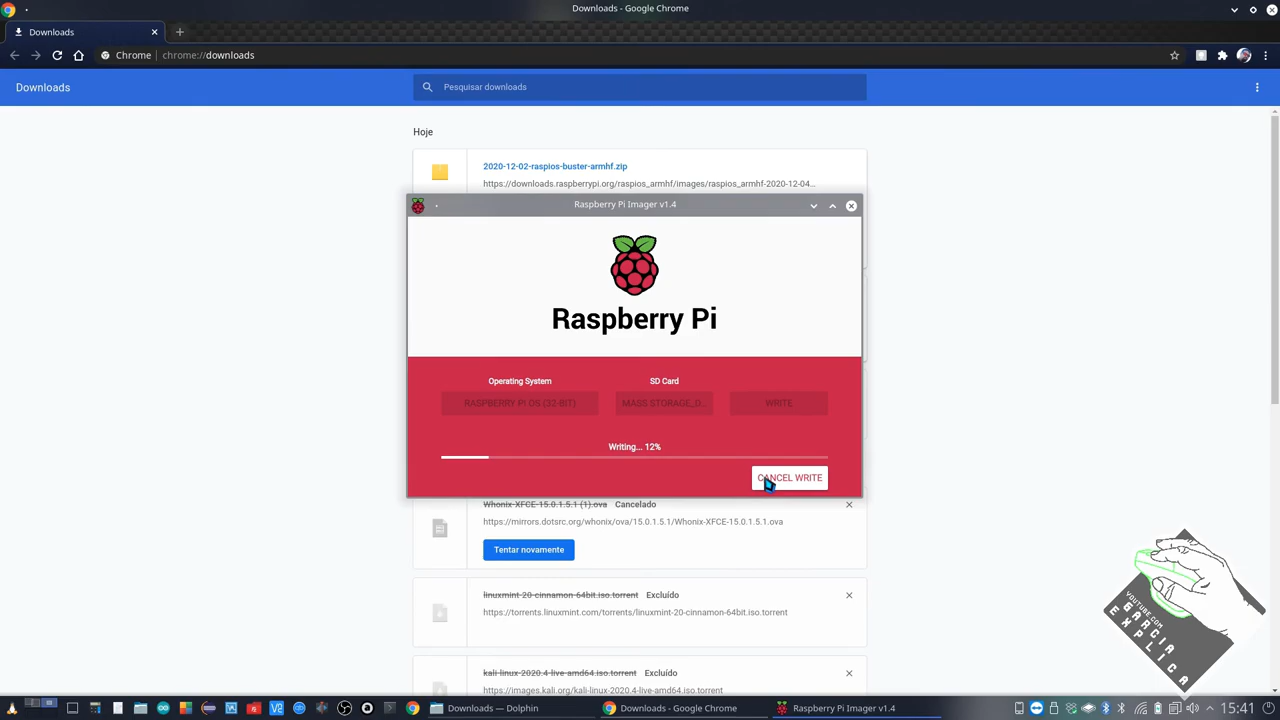 Downloads - Google Chrome
Downloads
Chrome | chrome://downloads
Downloads
Pesquisar downloads
Hoje
2020-12-02-raspios-buster-armhf.zip
https://downloads.raspberrypi.org/raspios_armhf/images/raspios_armhf-2020-12-04...
Raspberry Pi Imager v1.4
Raspberry Pi
Operating System
SD Card
RASPBERRY PI OS (32-BIT)
MASS STORAGE_D...
WRITE
Writing... 12%
CANCEL WRITE
Whonix-XFCE-15.0.1.5.1 (1).ova Cancelado
https://mirrors.dotsrc.org/whonix/ova/15.0.1.5.1/Whonix-XFCE-15.0.1.5.1.ova
Tentar novamente
linuxmint-20-cinnamon-64bit.iso.torrent Excluído
https://torrents.linuxmint.com/torrents/linuxmint-20-cinnamon-64bit.iso.torrent
kali-linux-2020.4-live-amd64.iso.torrent Excluído
https://images.kali.org/kali-linux-2020.4-live-amd64.iso.torrent
GARCIA
EXPLICA
Downloads — Dolphin
Downloads - Google Chrome
Raspberry Pi Imager v1.4
15:41